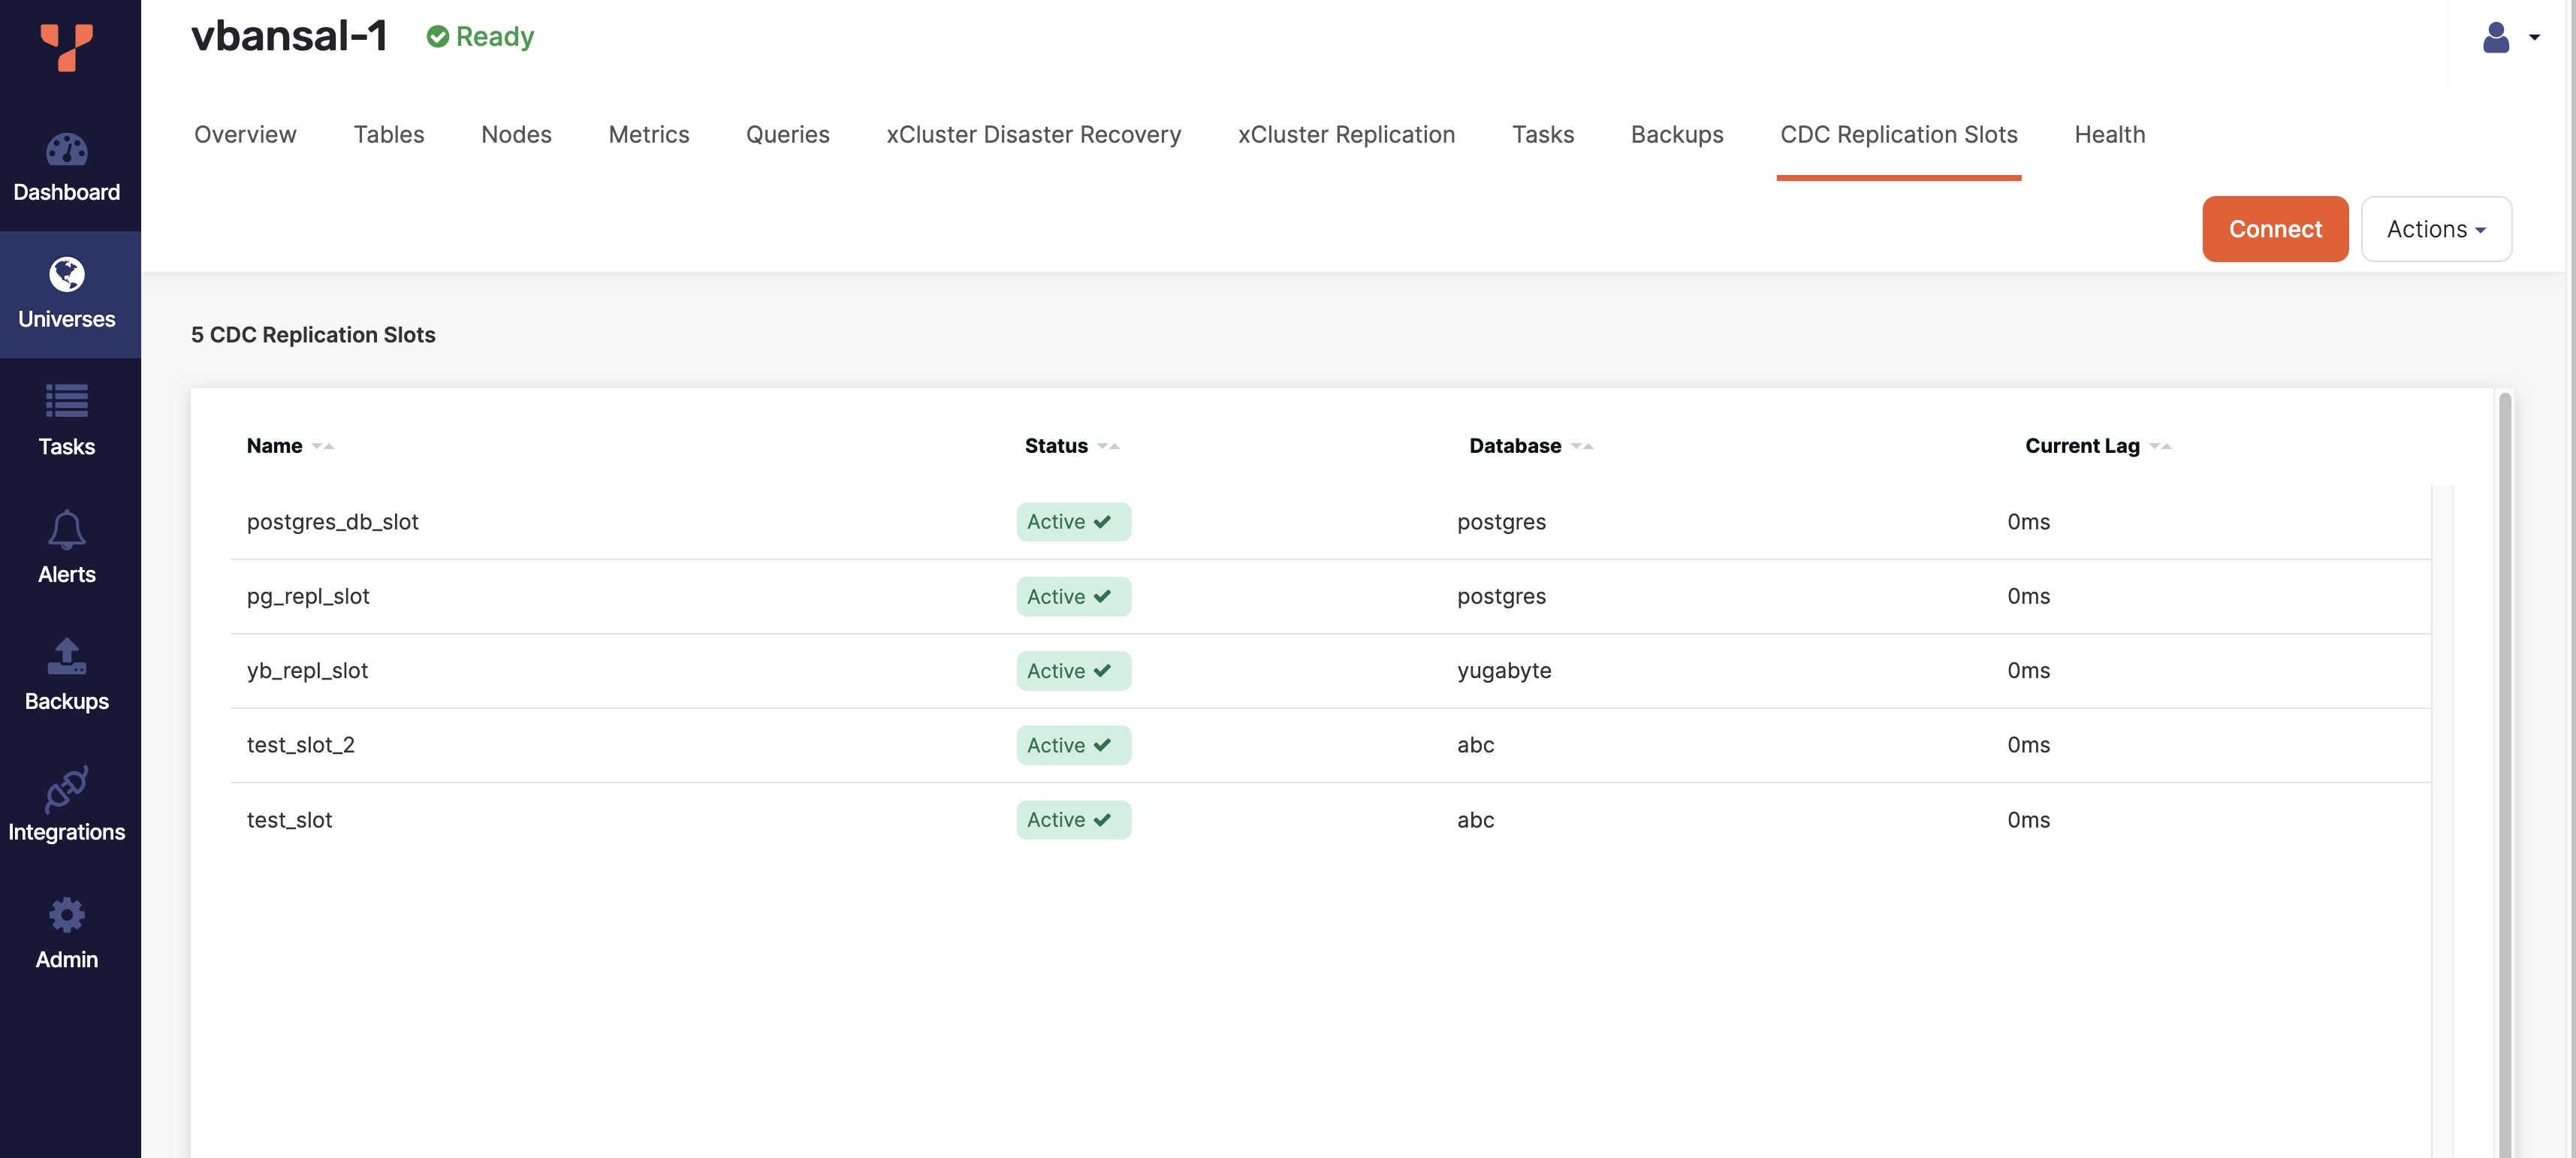 vbansal-1 Ready
Overview Tables Nodes Metrics Queries xCluster Disaster Recovery xCluster Replication Tasks Backups CDC Replication Slots Health
Connect Actions
Dashboard
Universes
Tasks
Alerts
Backups
Integrations
Admin
5 CDC Replication Slots
Name Status Database Current Lag
postgres_db_slot Active postgres 0ms
pg_repl_slot Active postgres 0ms
yb_repl_slot Active yugabyte 0ms
test_slot_2 Active abc 0ms
test_slot Active abc 0ms